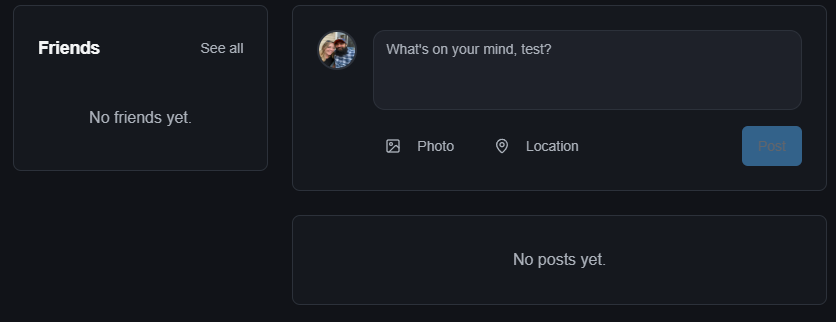 Friends
See all
No friends yet.
What's on your mind, test?
Photo
Location
Post
No posts yet.